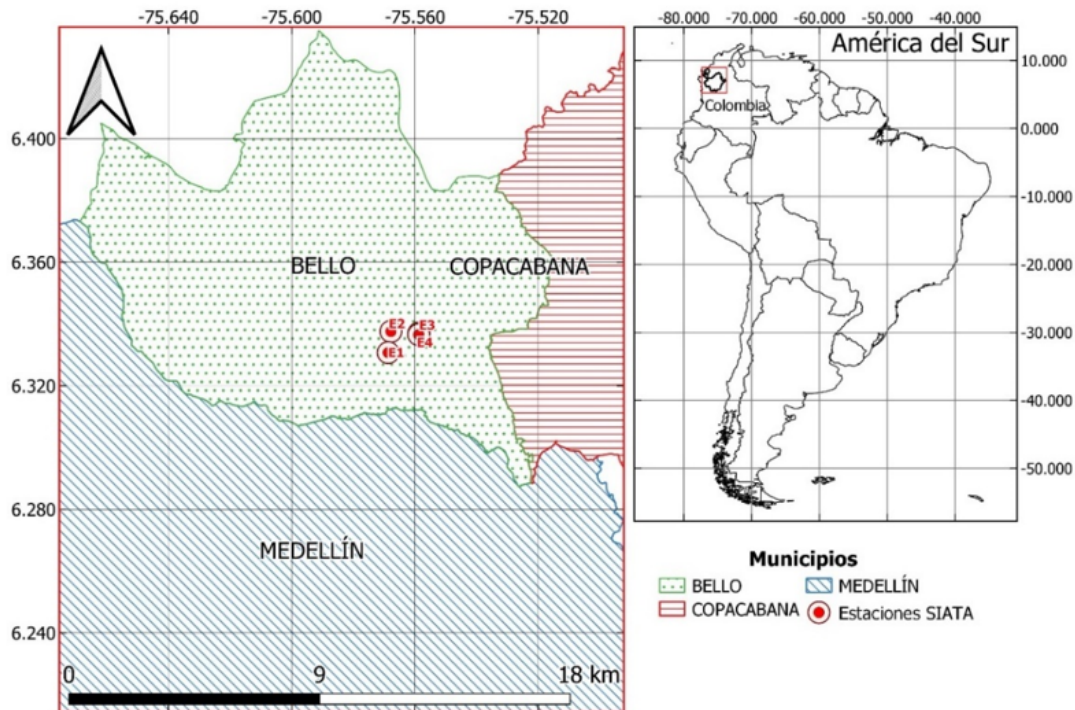 -75.640 -75.600 -75.560 -75.520
6.400
6.360
6.320
6.280
6.240
BELLO
COPACABANA
E2
E3
E1
E4
MEDELLÍN
0 9 18 km
-80.000 -70.000 -60.000 -50.000 -40.000
América del Sur
Colombia
10.000
0.000
-10.000
-20.000
-30.000
-40.000
-50.000
Municipios
BELLO MEDELLÍN
COPACABANA Estaciones SIATA